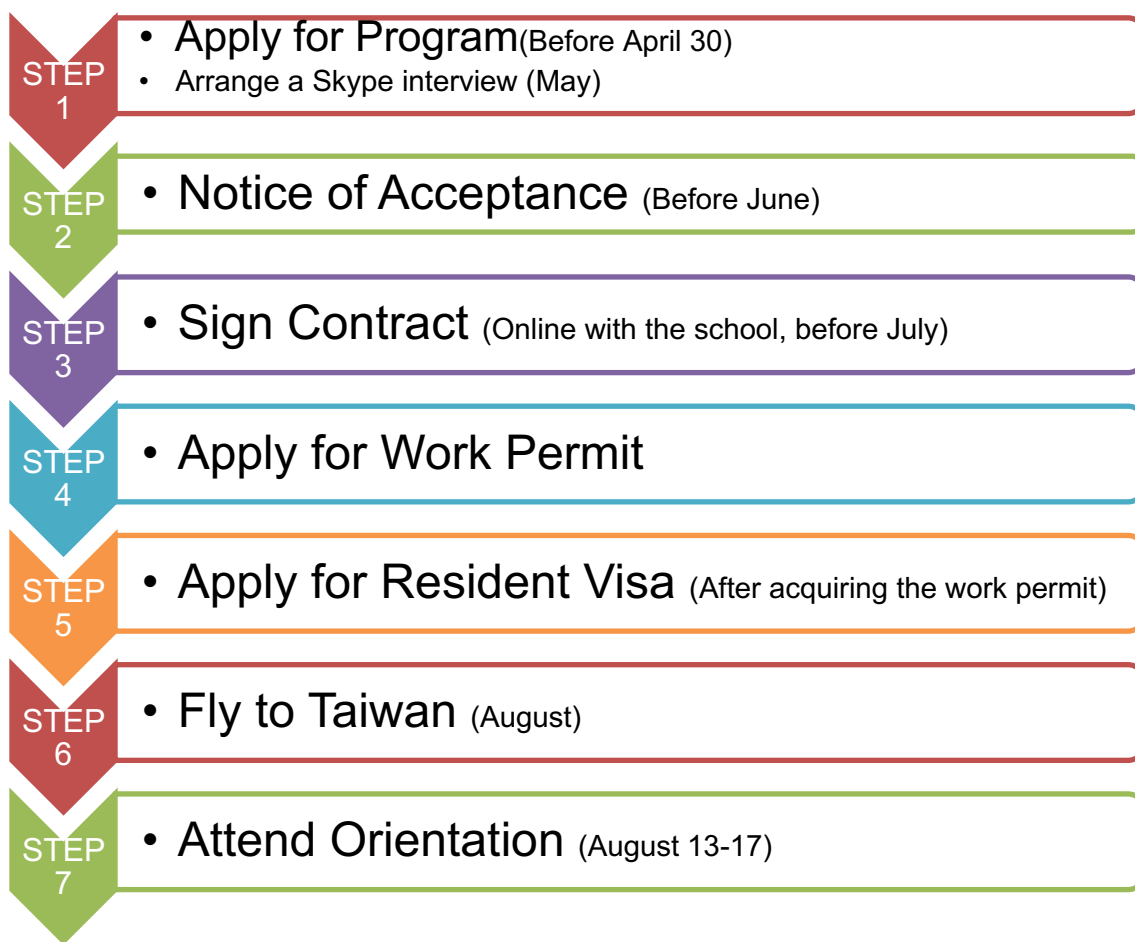 STEP
1
• Apply for Program(Before April 30)
• Arrange a Skype interview (May)
STEP
2
• Notice of Acceptance (Before June)
STEP
3
• Sign Contract (Online with the school, before July)
STEP
4
• Apply for Work Permit
STEP
5
• Apply for Resident Visa (After acquiring the work permit)
STEP
6
• Fly to Taiwan (August)
STEP
7
• Attend Orientation (August 13-17)